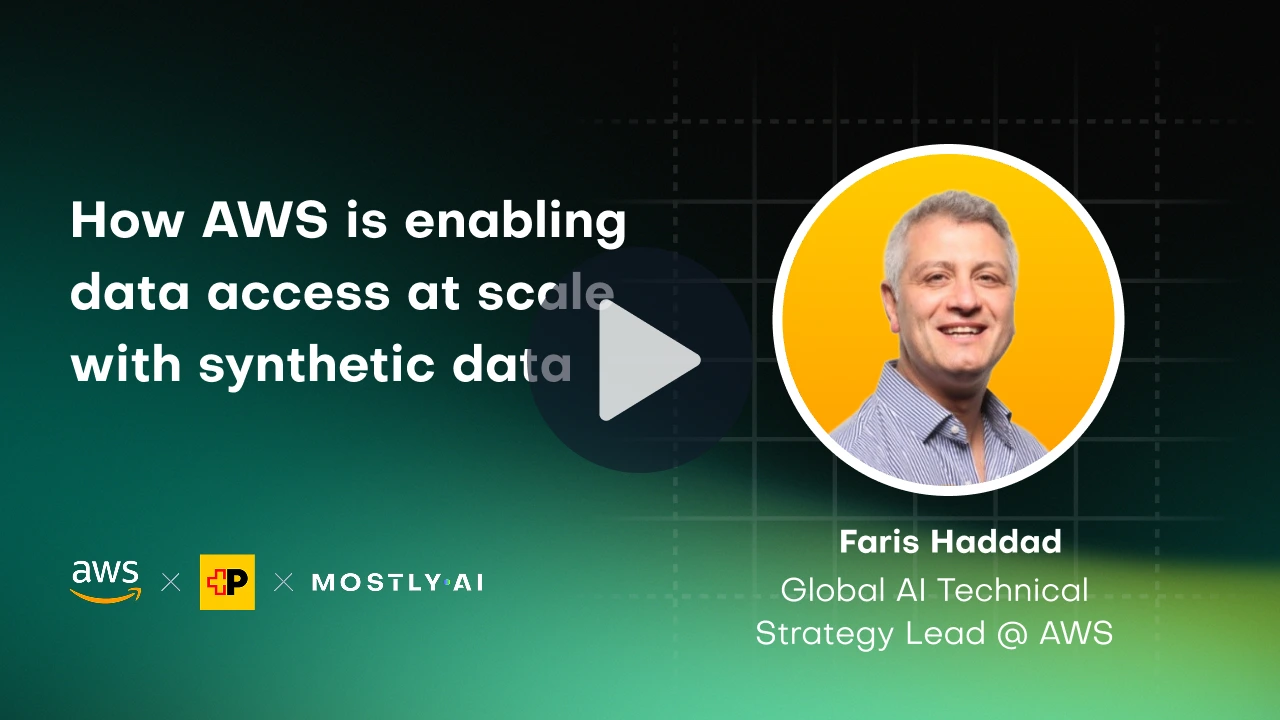 How AWS is enabling
data access at scale
with synthetic data
aws
P
MOSTLY·AI
Faris Haddad
Global AI Technical
Strategy Lead @ AWS